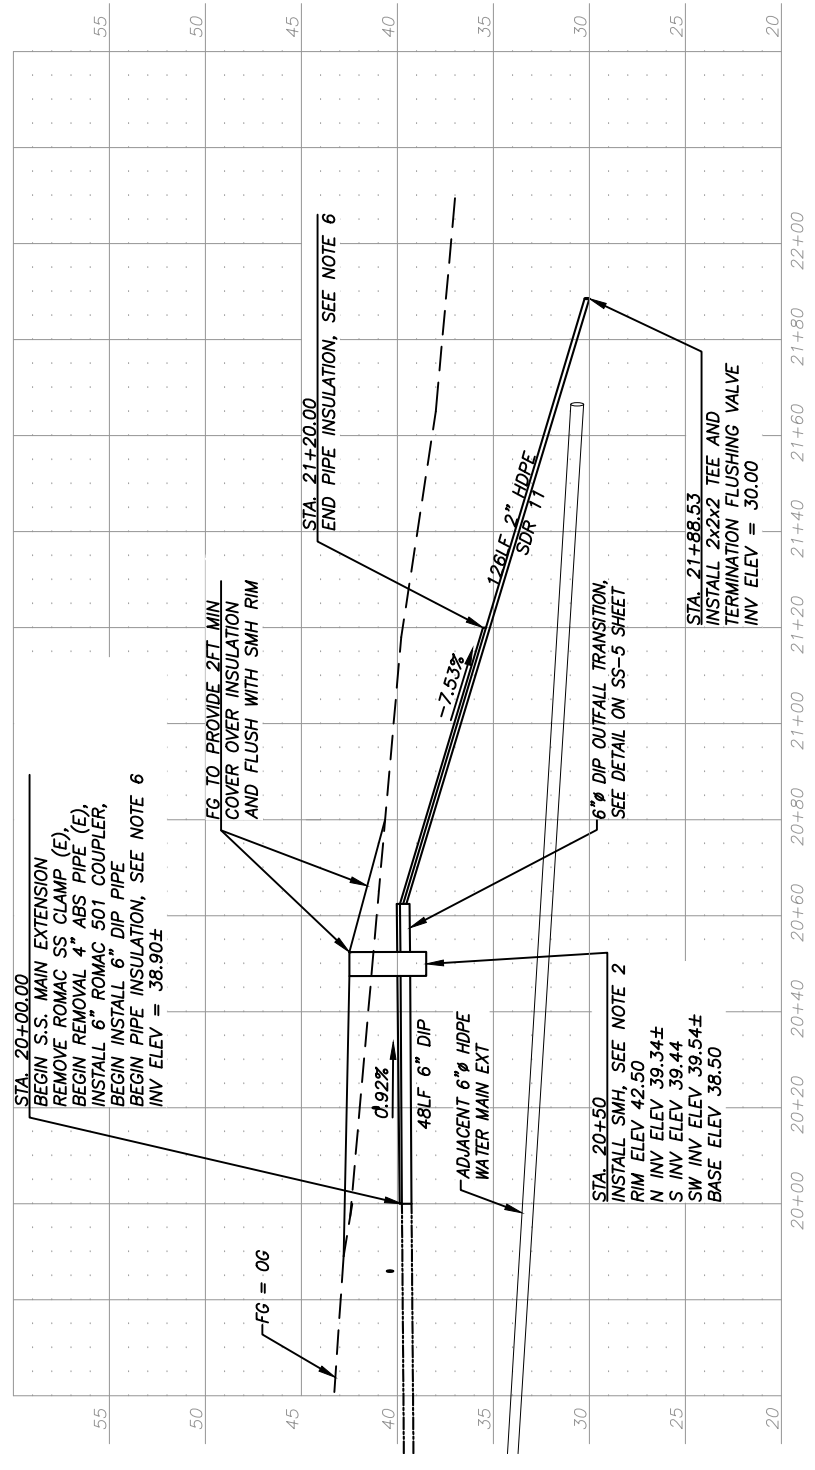 STA. 20+00.00
BEGIN S.S. MAIN EXTENSION
REMOVE ROMAC SS CLAMP (E),
BEGIN REMOVAL 4" ABS PIPE (E),
INSTALL 6" ROMAC 501 COUPLER,
BEGIN INSTALL 6" DIP PIPE
BEGIN PIPE INSULATION, SEE NOTE 6
INV ELEV = 38.90±
FG TO PROVIDE 2FT MIN
COVER OVER INSULATION
AND FLUSH WITH SMH RIM
STA. 21+20.00
END PIPE INSULATION, SEE NOTE 6
FG = OG
0.92%
48LF 6" DIP
-7.53%
126LF 2" HDPE
SDR 11
ADJACENT 6"ø HDPE
WATER MAIN EXT
6"ø DIP OUTFALL TRANSITION,
SEE DETAIL ON SS-5 SHEET
STA. 20+50
INSTALL SMH, SEE NOTE 2
RIM ELEV 42.50
N INV ELEV 39.34±
S INV ELEV 39.44
SW INV ELEV 39.54±
BASE ELEV 38.50
STA. 21+88.53
INSTALL 2x2x2 TEE AND
TERMINATION FLUSHING VALVE
INV ELEV = 30.00
55
50
45
40
35
30
25
20
55
50
45
40
35
30
25
20
20+00
20+20
20+40
20+60
20+80
21+00
21+20
21+40
21+60
21+80
22+00